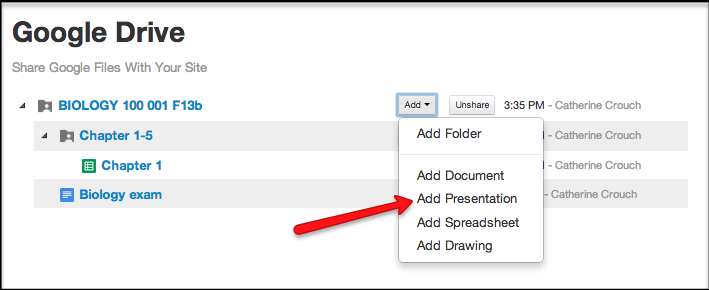 Google Drive
Share Google Files With Your Site
BIOLOGY 100 001 F13b Add Unshare 3:35 PM - Catherine Crouch
Add Folder
Chapter 1-5 - Catherine Crouch
Chapter 1 - Catherine Crouch
Add Document
Biology exam - Catherine Crouch
Add Presentation
Add Spreadsheet
Add Drawing